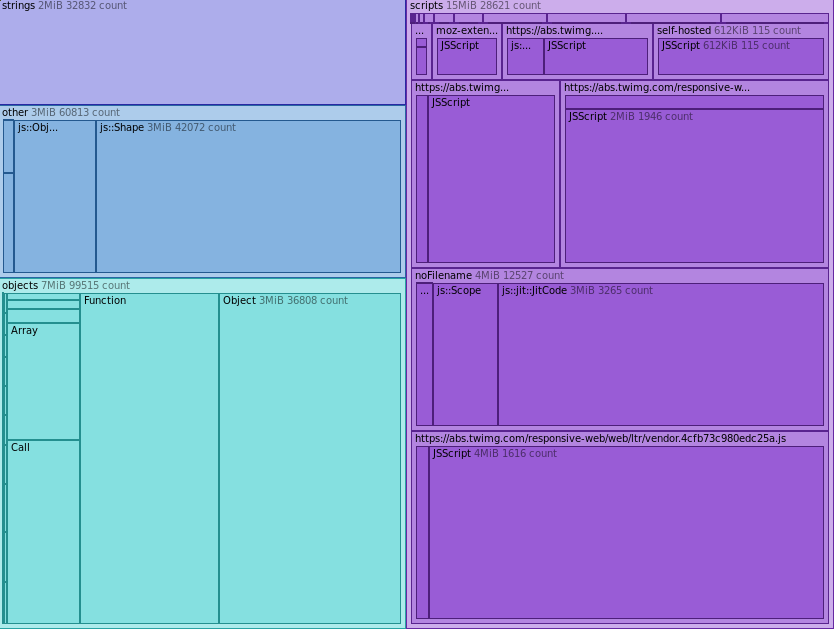 strings 2MiB 32832 count
other 3MiB 60813 count
js::Obj...
js::Shape 3MiB 42072 count
objects 7MiB 99515 count
Array
Call
Function
Object 3MiB 36808 count
scripts 15MiB 28621 count
...
moz-exten...
JSScript
https://abs.twimg....
js:...
JSScript
self-hosted 612KiB 115 count
JSScript 612KiB 115 count
https://abs.twimg...
JSScript
https://abs.twimg.com/responsive-w...
JSScript 2MiB 1946 count
noFilename 4MiB 12527 count
...
js::Scope
js::jit::JitCode 3MiB 3265 count
https://abs.twimg.com/responsive-web/web/ltr/vendor.4cfb73c980edc25a.js
JSScript 4MiB 1616 count